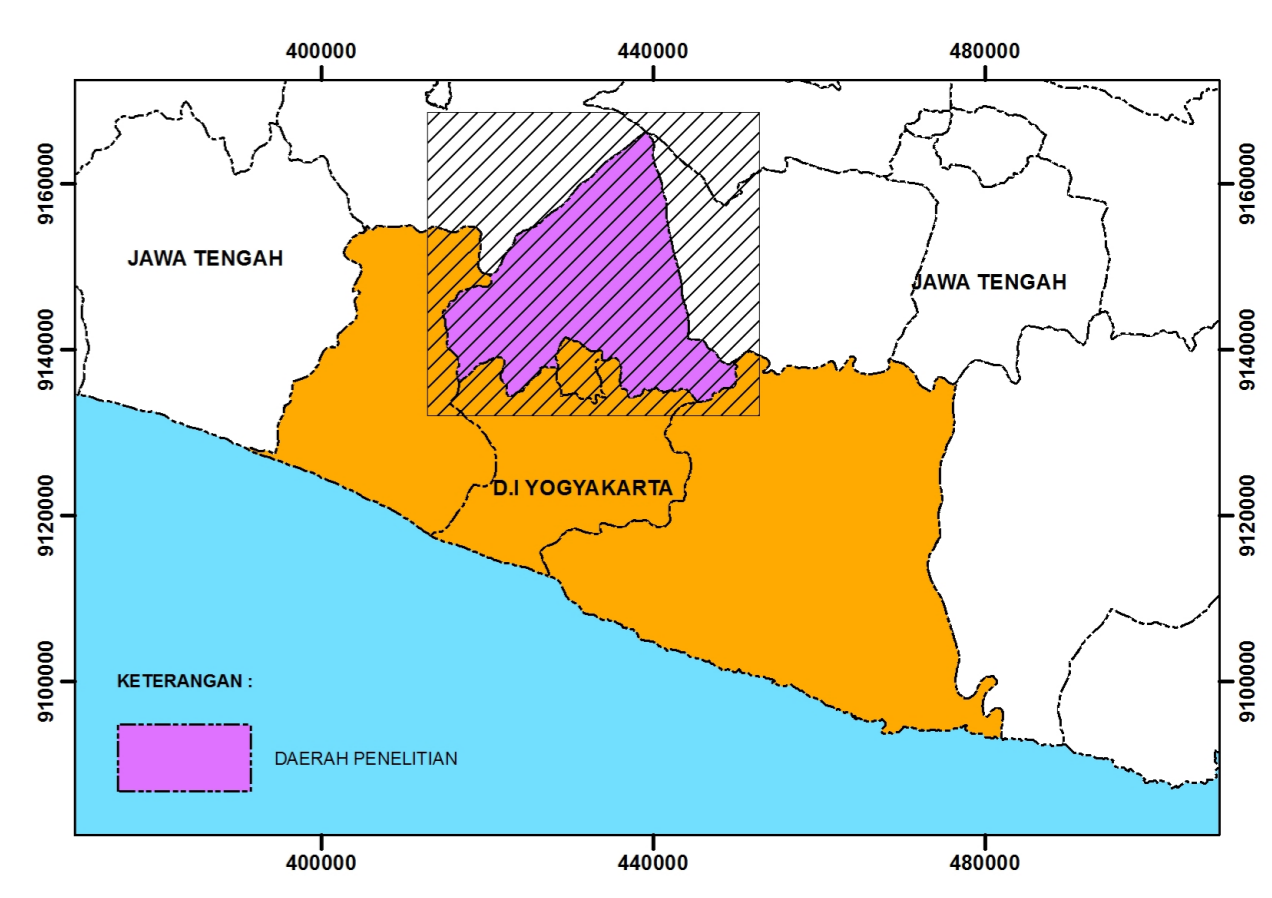 400000 440000 480000
9160000 9160000
JAWA TENGAH
JAWA TENGAH
9140000 9140000
D.I YOGYAKARTA
9120000 9120000
KETERANGAN :
9100000 9100000
DAERAH PENELITIAN
400000 440000 480000